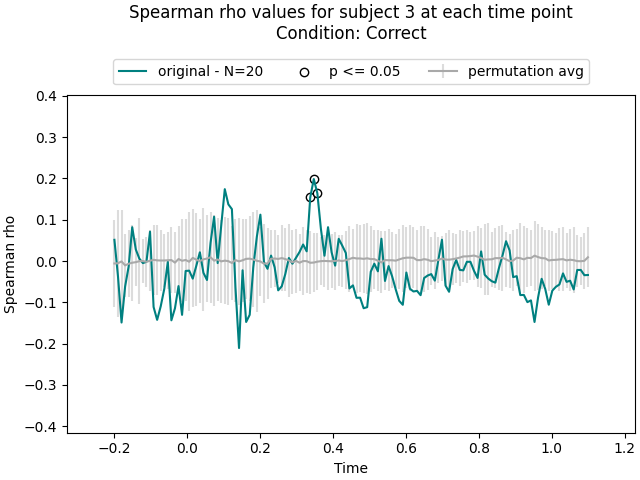 Spearman rho values for subject 3 at each time point
Condition: Correct
original - N=20 p <= 0.05 permutation avg
0.4
0.3
0.2
0.1
0.0
−0.1
−0.2
−0.3
−0.4
Spearman rho
−0.2 0.0 0.2 0.4 0.6 0.8 1.0 1.2
Time